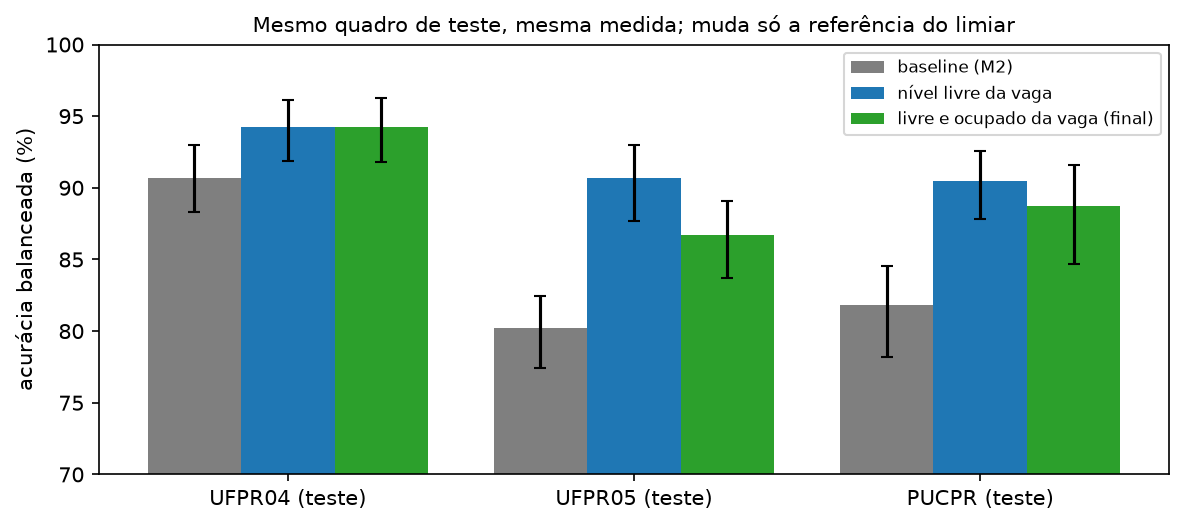 Mesmo quadro de teste, mesma medida; muda só a referência do limiar
acurácia balanceada (%)
100
95
90
85
80
75
70
baseline (M2)
nível livre da vaga
livre e ocupado da vaga (final)
UFPR04 (teste)
UFPR05 (teste)
PUCPR (teste)